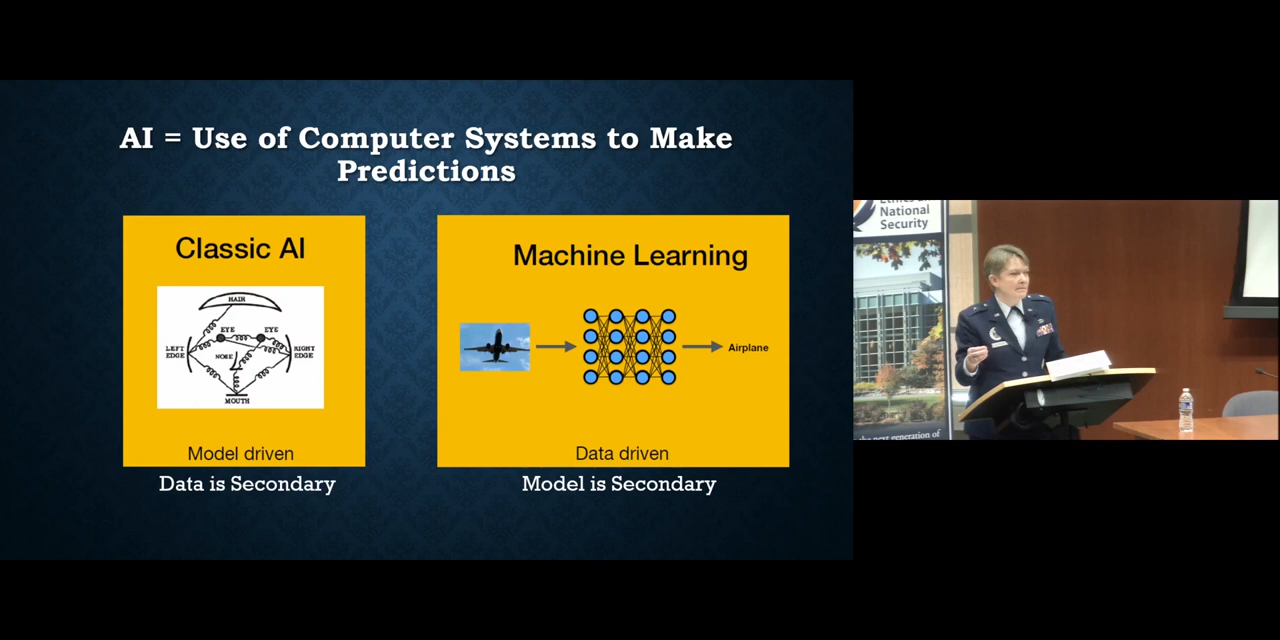 AI = Use of Computer Systems to Make
Predictions
Classic AI
HAIR
EYE
EYE
LEFT
EDGE
NOSE
RIGHT
EDGE
MOUTH
Model driven
Data is Secondary
Machine Learning
Airplane
Data driven
Model is Secondary
National
Security
the next generation of